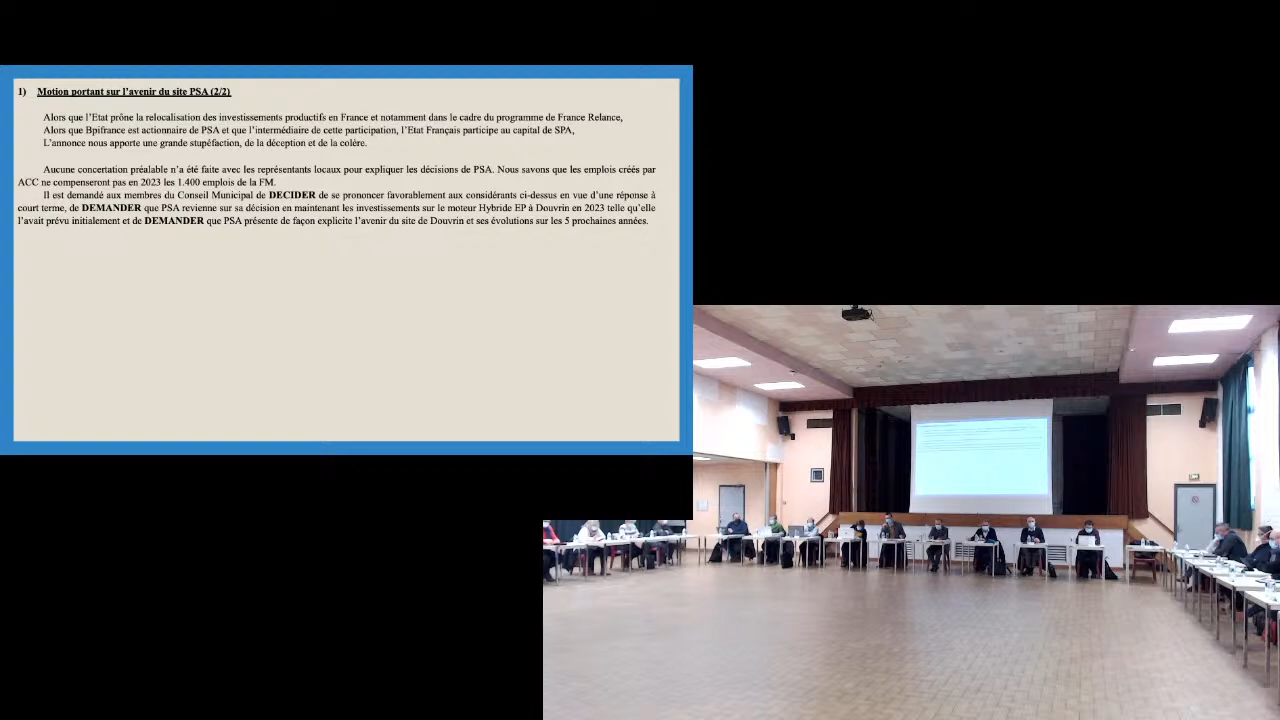 1) Motion portant sur l'avenir du site PSA (2/2)
Alors que l'Etat prône la relocalisation des investissements productifs en France et notamment dans le cadre du programme de France Relance,
Alors que Bpifrance est actionnaire de PSA et que l'intermédiaire de cette participation, l'Etat Français participe au capital de SPA,
L'annonce nous apporte une grande stupéfaction, de la déception et de la colère.
Aucune concertation préalable n'a été faite avec les représentants locaux pour expliquer les décisions de PSA. Nous savons que les emplois créés par
ACC ne compenseront pas en 2023 les 1.400 emplois de la FM.
Il est demandé aux membres du Conseil Municipal de DECIDER de se prononcer favorablement aux considérants ci-dessus en vue d'une réponse à
court terme, de DEMANDER que PSA revienne sur sa décision en maintenant les investissements sur le moteur Hybride EP à Douvrin en 2023 telle qu'elle
l'avait prévu initialement et de DEMANDER que PSA présente de façon explicite l'avenir du site de Douvrin et ses évolutions sur les 5 prochaines années.